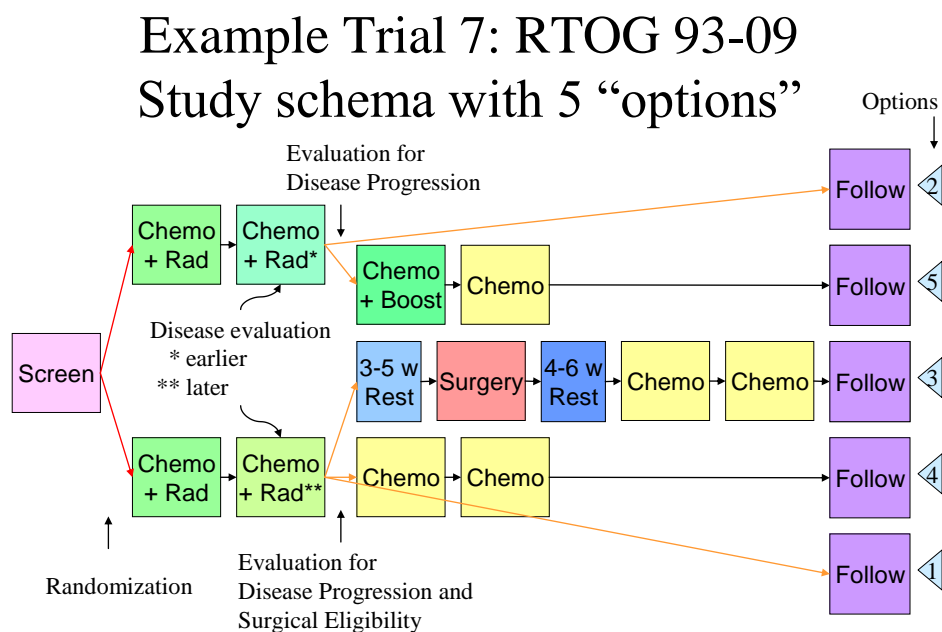 Example Trial 7: RTOG 93-09
Study schema with 5 “options”
Options
Evaluation for
Disease Progression
Follow
2
Chemo
+ Rad
Chemo
+ Rad*
Chemo
+ Boost
Chemo
Follow
5
Disease evaluation
* earlier
** later
Screen
3-5 w
Rest
Surgery
4-6 w
Rest
Chemo
Chemo
Follow
3
Chemo
+ Rad
Chemo
+ Rad**
Chemo
Chemo
Follow
4
Randomization
Evaluation for
Disease Progression and
Surgical Eligibility
Follow
1